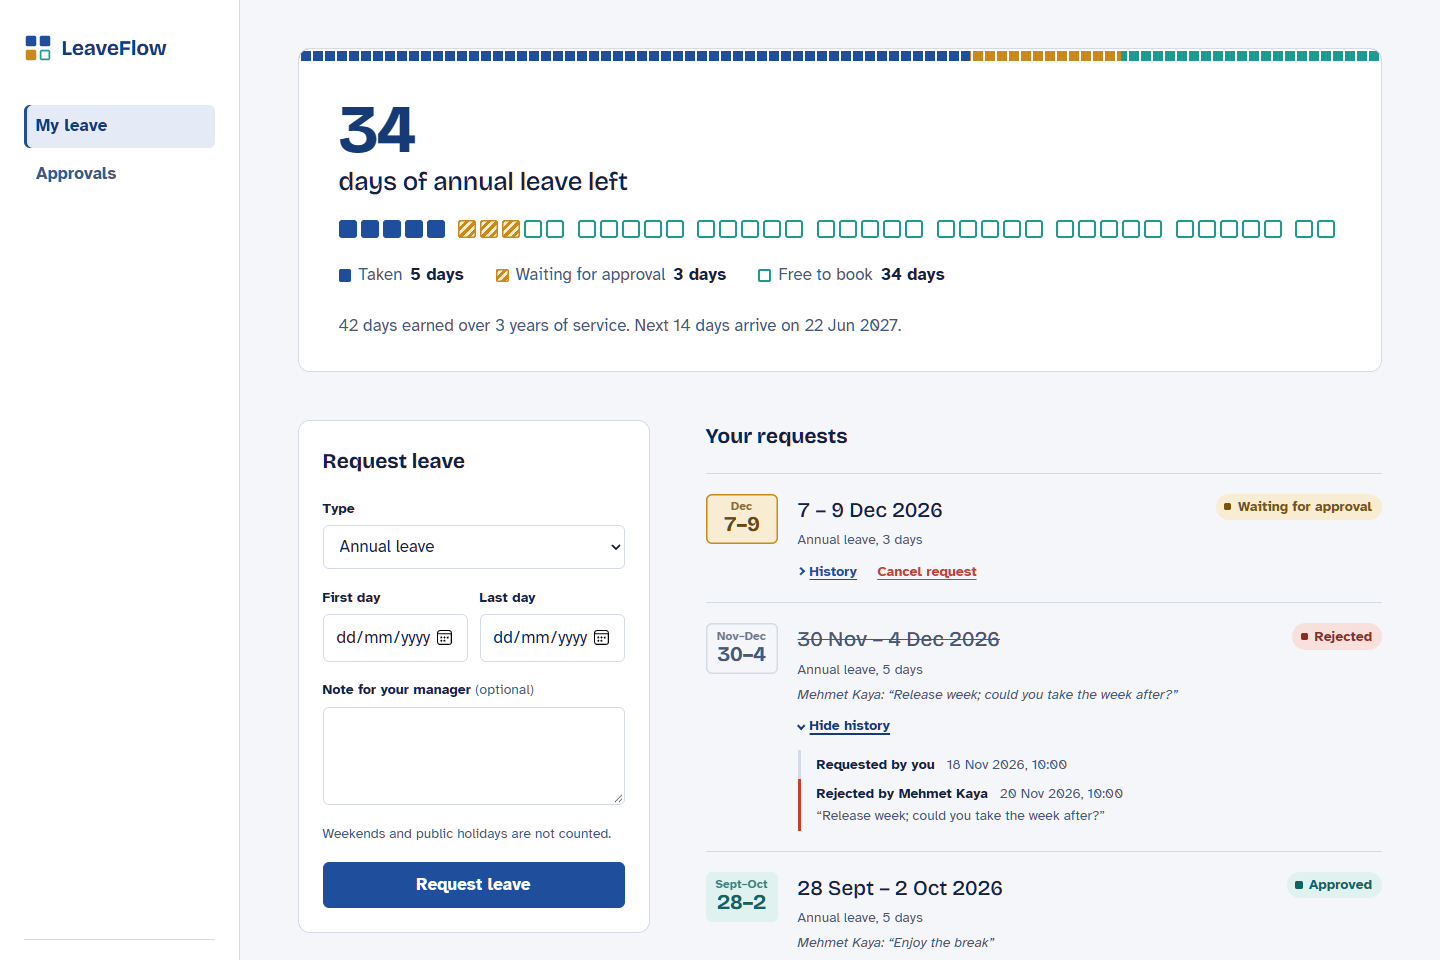 LeaveFlow
My leave
Approvals
34
days of annual leave left
Taken 5 days
Waiting for approval 3 days
Free to book 34 days
42 days earned over 3 years of service. Next 14 days arrive on 22 Jun 2027.
Request leave
Type
Annual leave
First day
Last day
dd/mm/yyyy
dd/mm/yyyy
Note for your manager (optional)
Weekends and public holidays are not counted.
Request leave
Your requests
Dec
7–9
7 – 9 Dec 2026
Waiting for approval
Annual leave, 3 days
History
Cancel request
Nov–Dec
30–4
30 Nov – 4 Dec 2026
Rejected
Annual leave, 5 days
Mehmet Kaya: “Release week; could you take the week after?”
Hide history
Requested by you 18 Nov 2026, 10:00
Rejected by Mehmet Kaya 20 Nov 2026, 10:00
“Release week; could you take the week after?”
Sept–Oct
28–2
28 Sept – 2 Oct 2026
Approved
Annual leave, 5 days
Mehmet Kaya: “Enjoy the break”